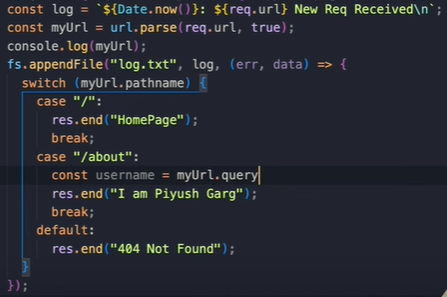 const log = `${Date.now()}: ${req.url} New Req Received\n`;
const myUrl = url.parse(req.url, true);
console.log(myUrl);
fs.appendFile("log.txt", log, (err, data) => {
  switch (myUrl.pathname) {
    case "/":
      res.end("HomePage");
      break;
    case "/about":
      const username = myUrl.query
      res.end("I am Piyush Garg");
      break;
    default:
      res.end("404 Not Found");
  }
});